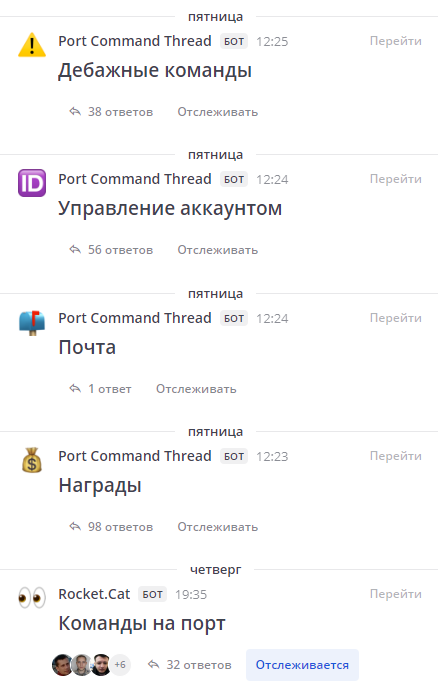 пятница
Port Command Thread БОТ 12:25 Перейти
Дебажные команды
38 ответов Отслеживать
пятница
ID Port Command Thread БОТ 12:24 Перейти
Управление аккаунтом
56 ответов Отслеживать
пятница
Port Command Thread БОТ 12:24 Перейти
Почта
1 ответ Отслеживать
пятница
Port Command Thread БОТ 12:23 Перейти
Награды
98 ответов Отслеживать
четверг
Rocket.Cat БОТ 19:35 Перейти
Команды на порт
+6 32 ответов Отслеживается